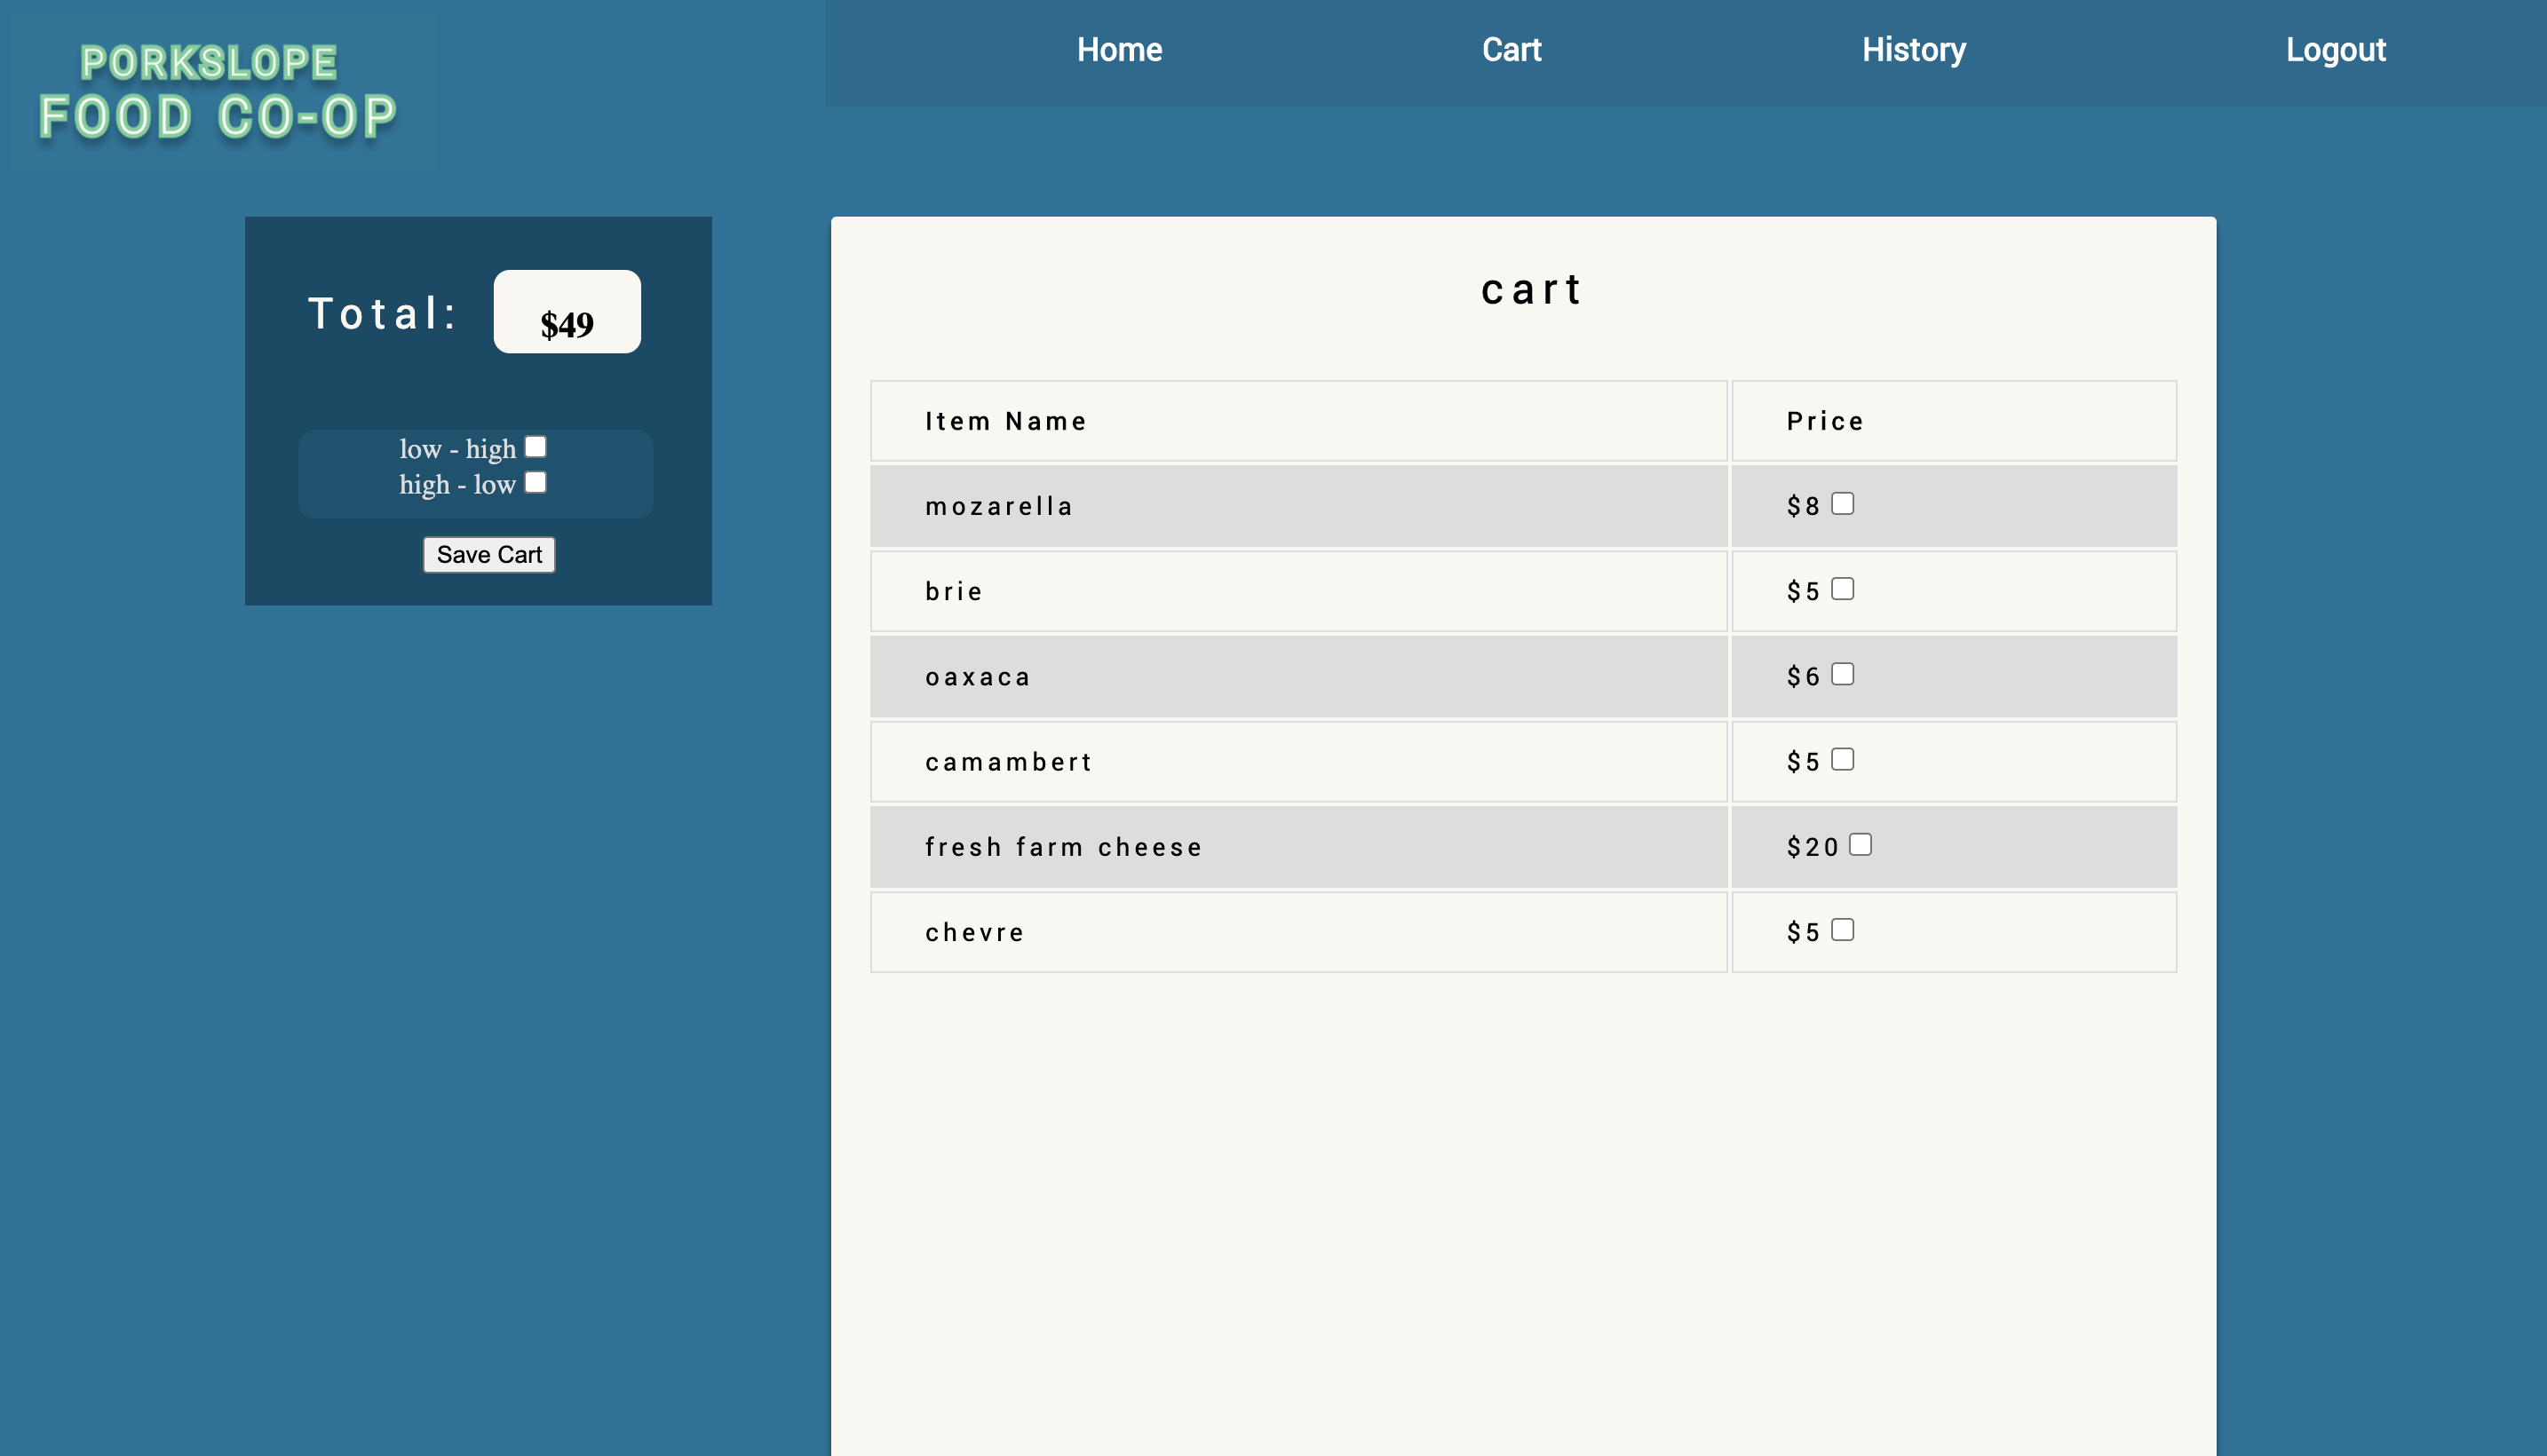 PORKSLOPE
FOOD CO-OP
Home Cart History Logout
Total: $49
low - high
high - low
Save Cart
cart
Item Name Price
mozarella $8
brie $5
oaxaca $6
camambert $5
fresh farm cheese $20
chevre $5